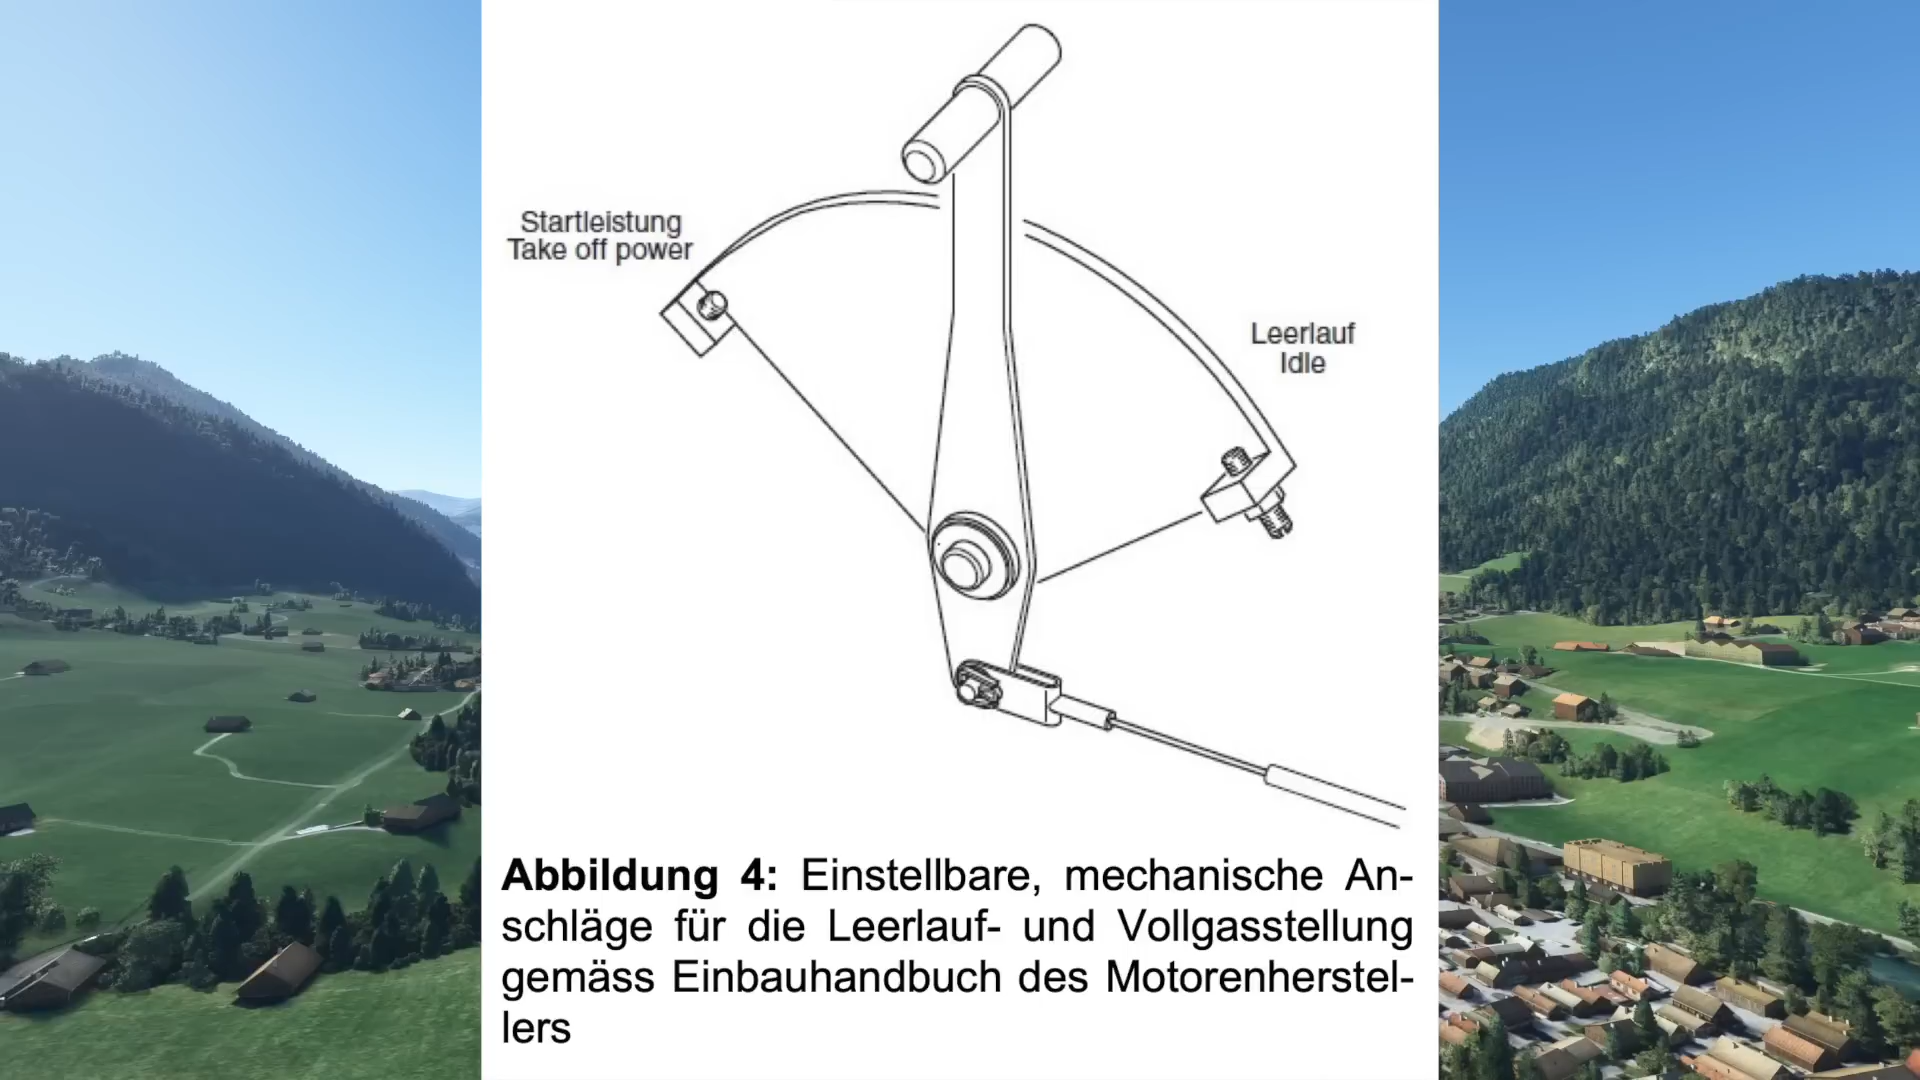 Startleistung
Take off power
Leerlauf
Idle
Abbildung 4: Einstellbare, mechanische An-
schläge für die Leerlauf- und Vollgasstellung
gemäss Einbauhandbuch des Motorenherstel-
lers